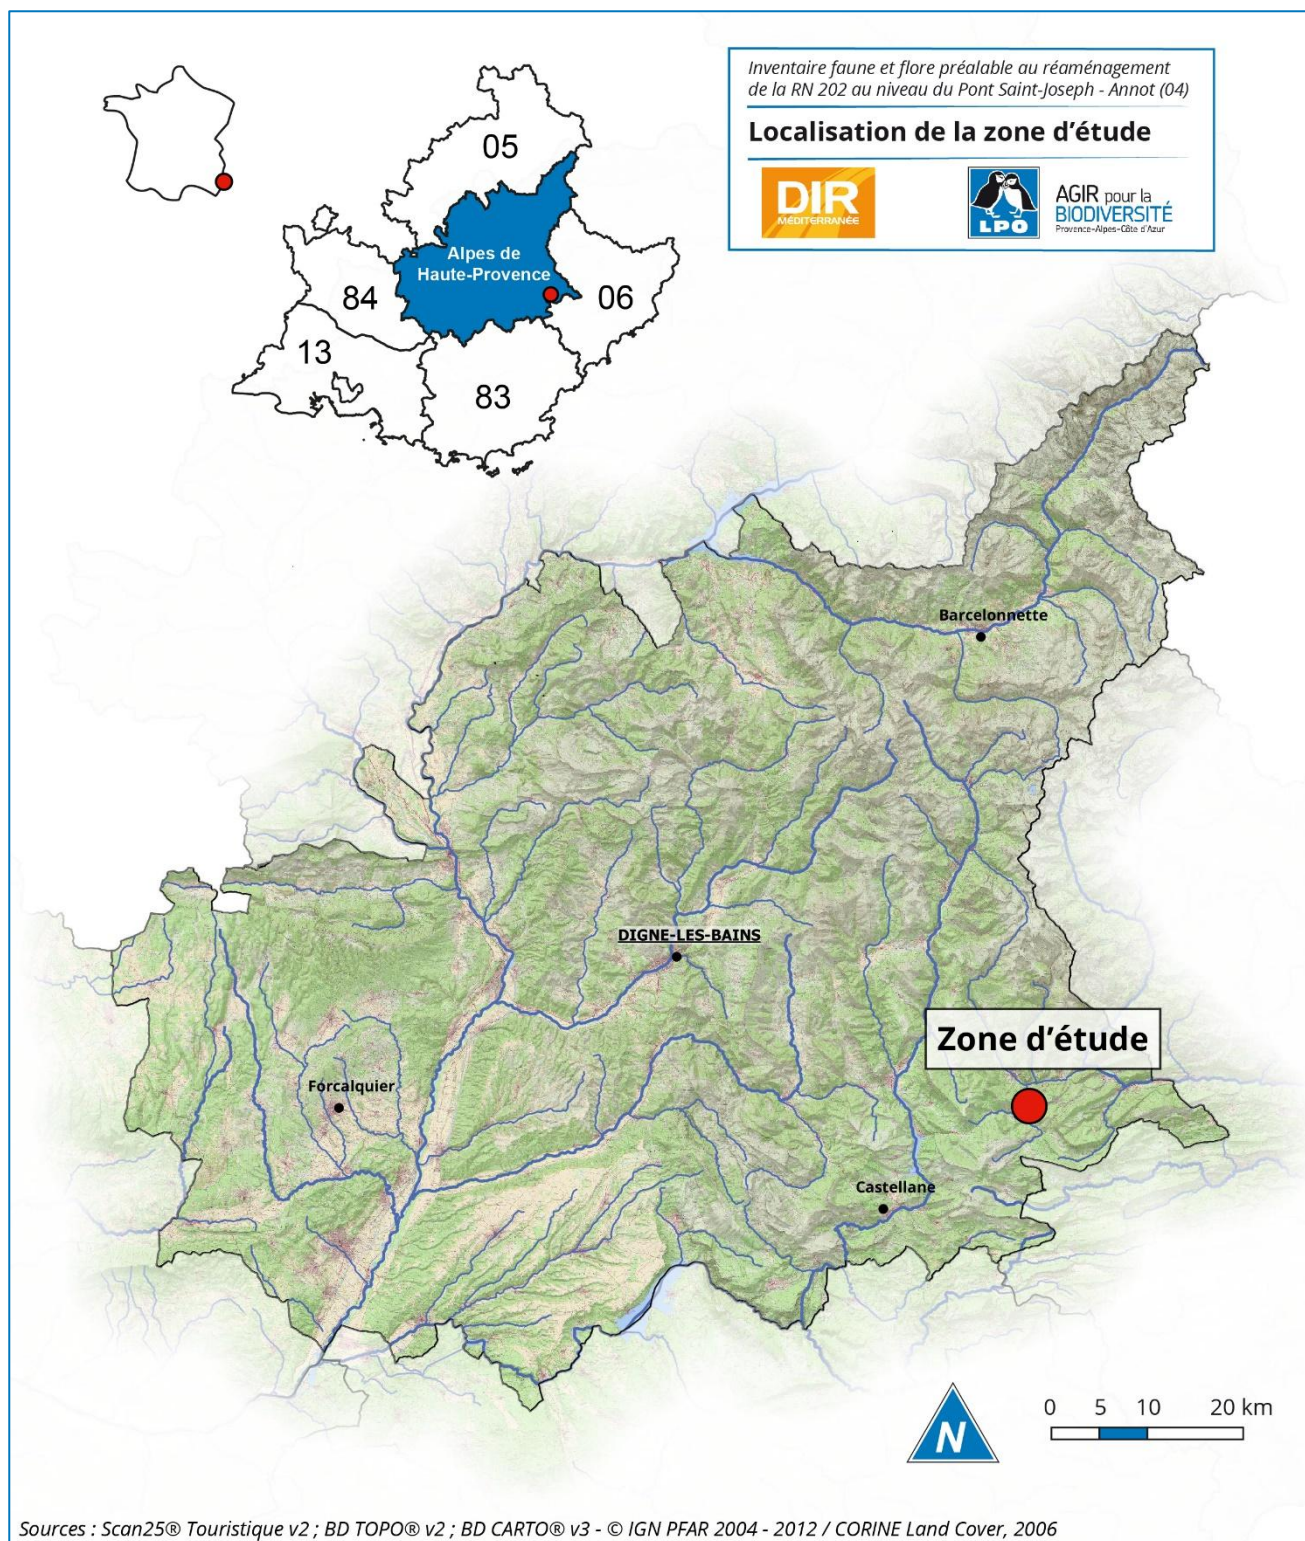 Inventaire faune et flore préalable au réaménagement
de la RN 202 au niveau du Pont Saint-Joseph - Annot (04)
Localisation de la zone d'étude
DIR
MÉDITERRANÉE
LPO
AGIR pour la
BIODIVERSITÉ
Provence-Alpes-Côte d'Azur
05
Alpes de
Haute-Provence
84
06
13
83
Barcelonnette
DIGNE-LES-BAINS
Zone d'étude
Forcalquier
Castellane
N
0 5 10 20 km
Sources : Scan25® Touristique v2 ; BD TOPO® v2 ; BD CARTO® v3 - © IGN PFAR 2004 - 2012 / CORINE Land Cover, 2006